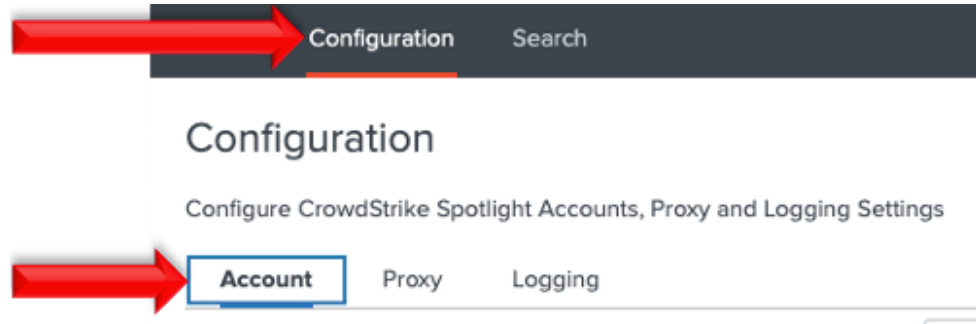 Configuration Search
Configuration
Configure CrowdStrike Spotlight Accounts, Proxy and Logging Settings
Account Proxy Logging